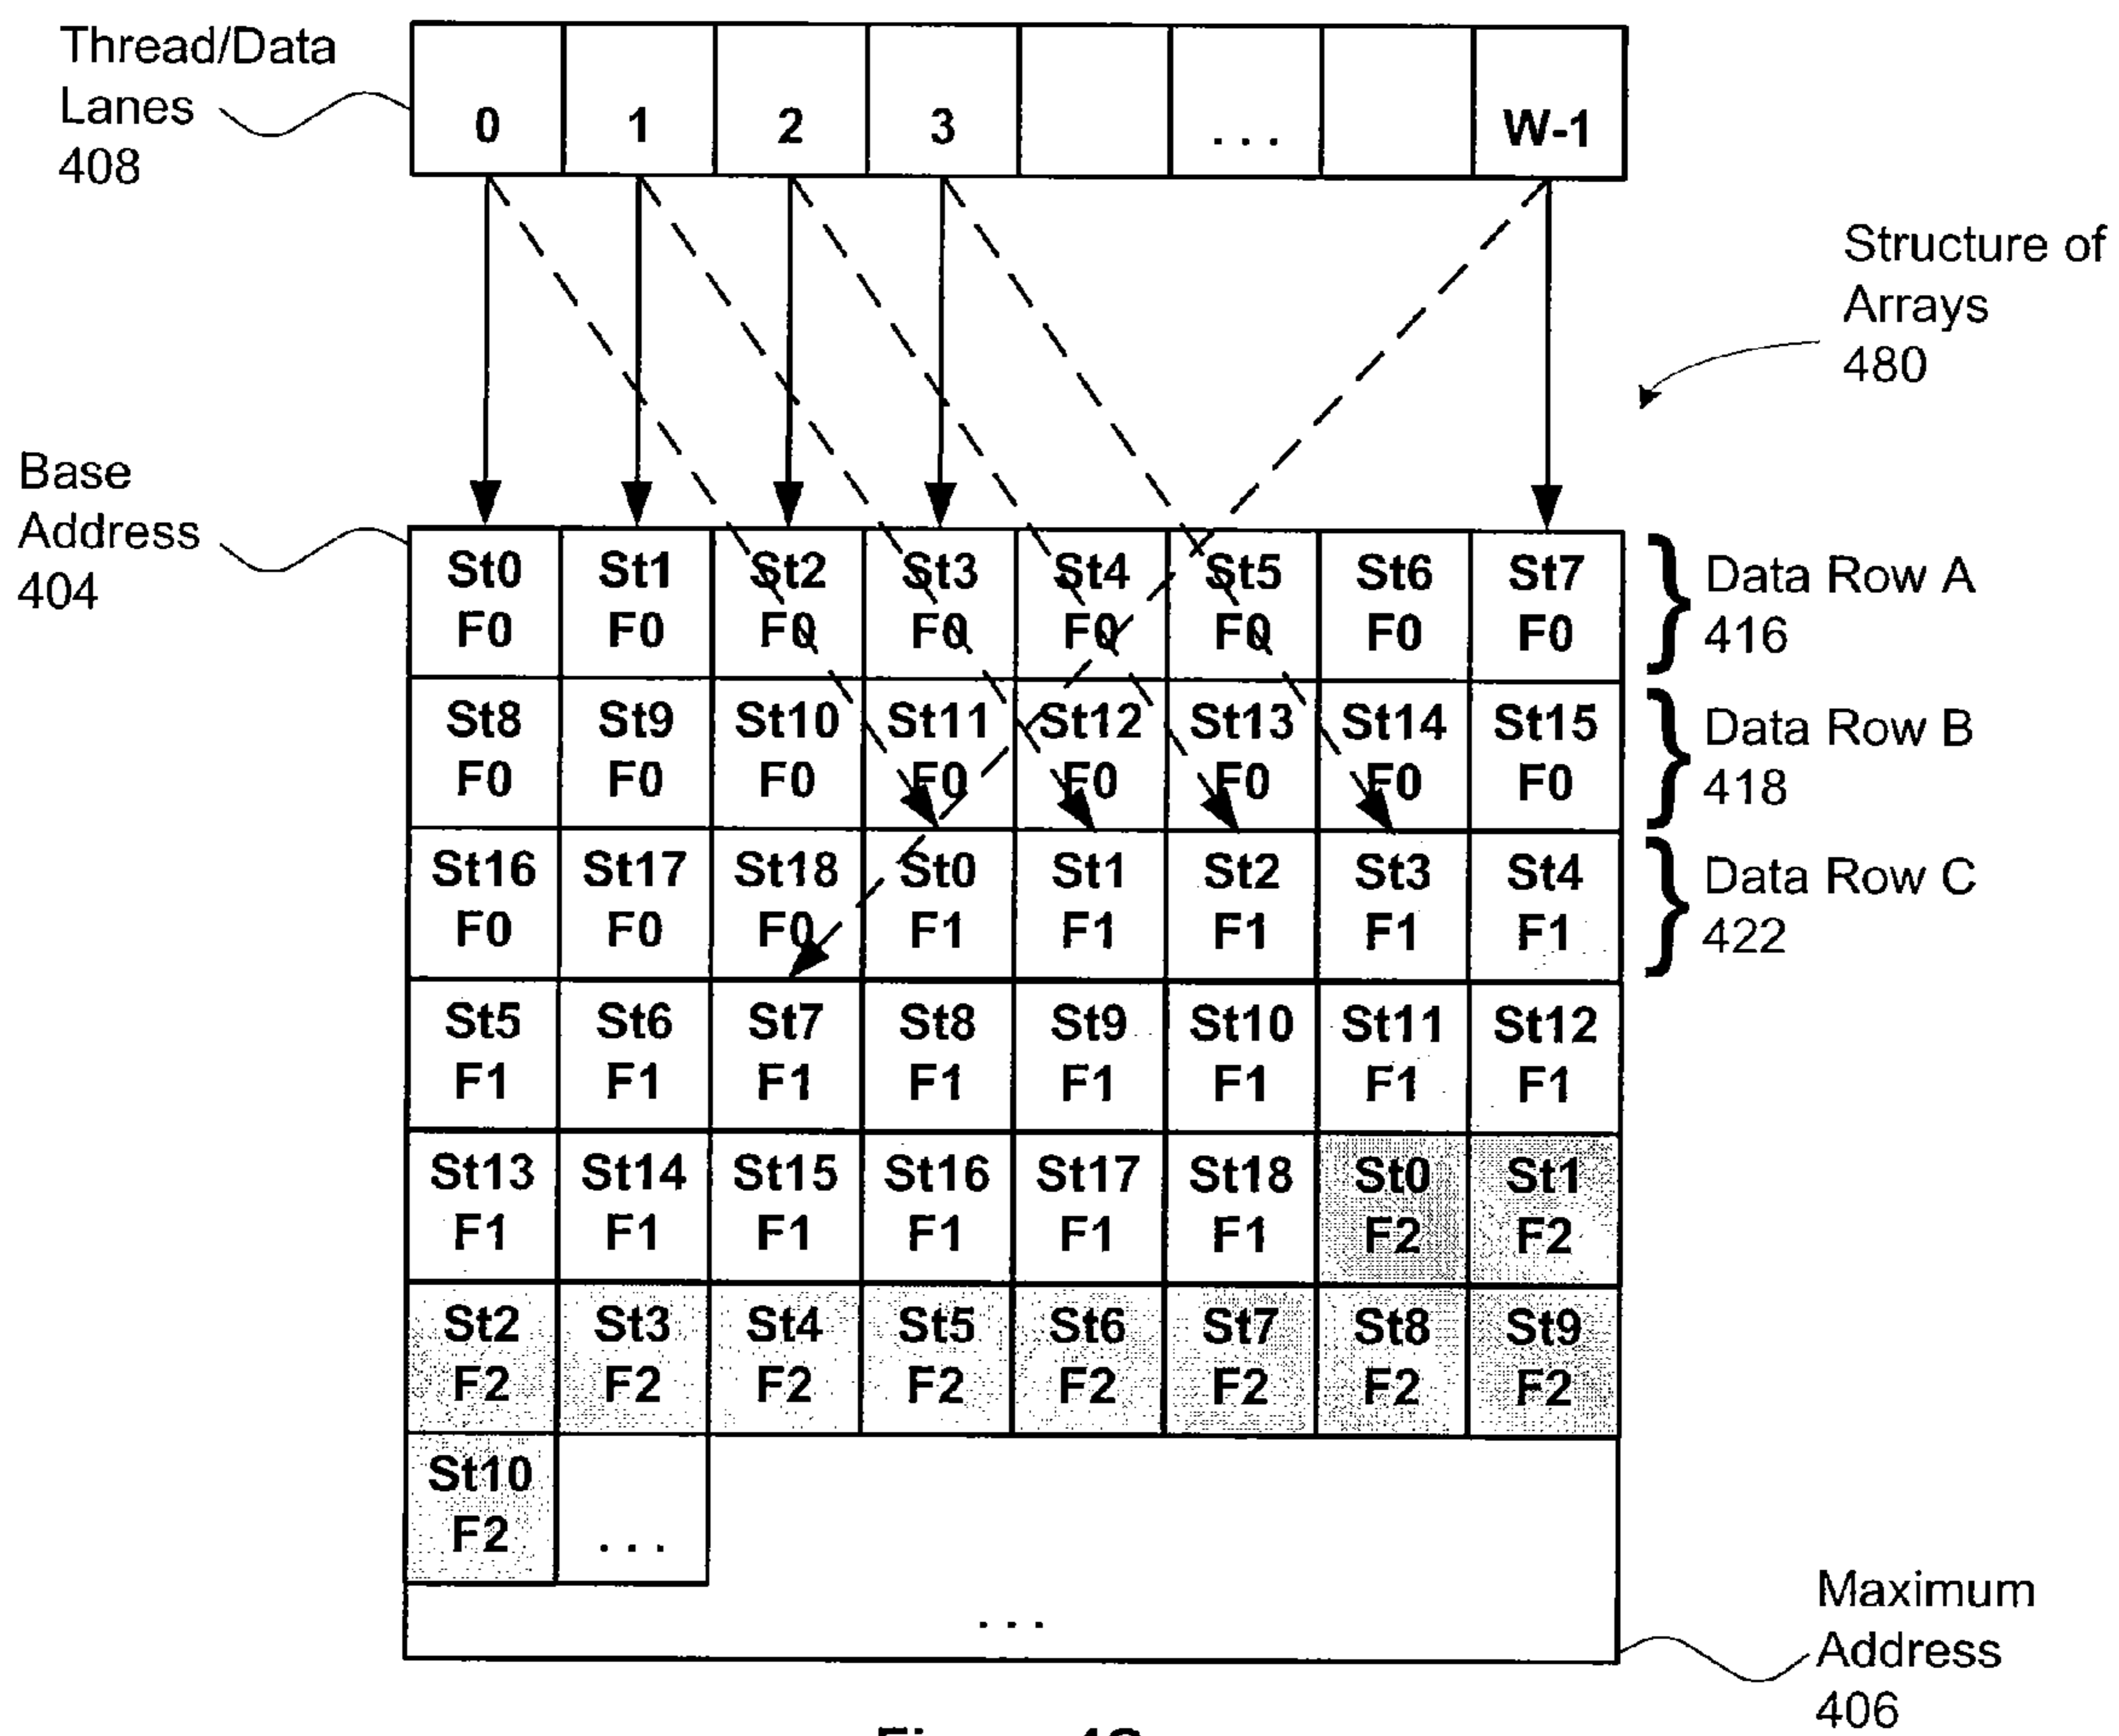 Thread/Data
Lanes
408
0 1 2 3 ... W-1
Structure of
Arrays
480
Base
Address
404
St0 St1 St2 St3 St4 St5 St6 St7
F0 F0 F0 F0 F0 F0 F0 F0
Data Row A
416
St8 St9 St10 St11 St12 St13 St14 St15
F0 F0 F0 F0 F0 F0 F0 F0
Data Row B
418
St16 St17 St18 St0 St1 St2 St3 St4
F0 F0 F0 F1 F1 F1 F1 F1
Data Row C
422
St5 St6 St7 St8 St9 St10 St11 St12
F1 F1 F1 F1 F1 F1 F1 F1
St13 St14 St15 St16 St17 St18 St0 St1
F1 F1 F1 F1 F1 F1 F2 F2
St2 St3 St4 St5 St6 St7 St8 St9
F2 F2 F2 F2 F2 F2 F2 F2
St10
F2 ...
...
Maximum
Address
406